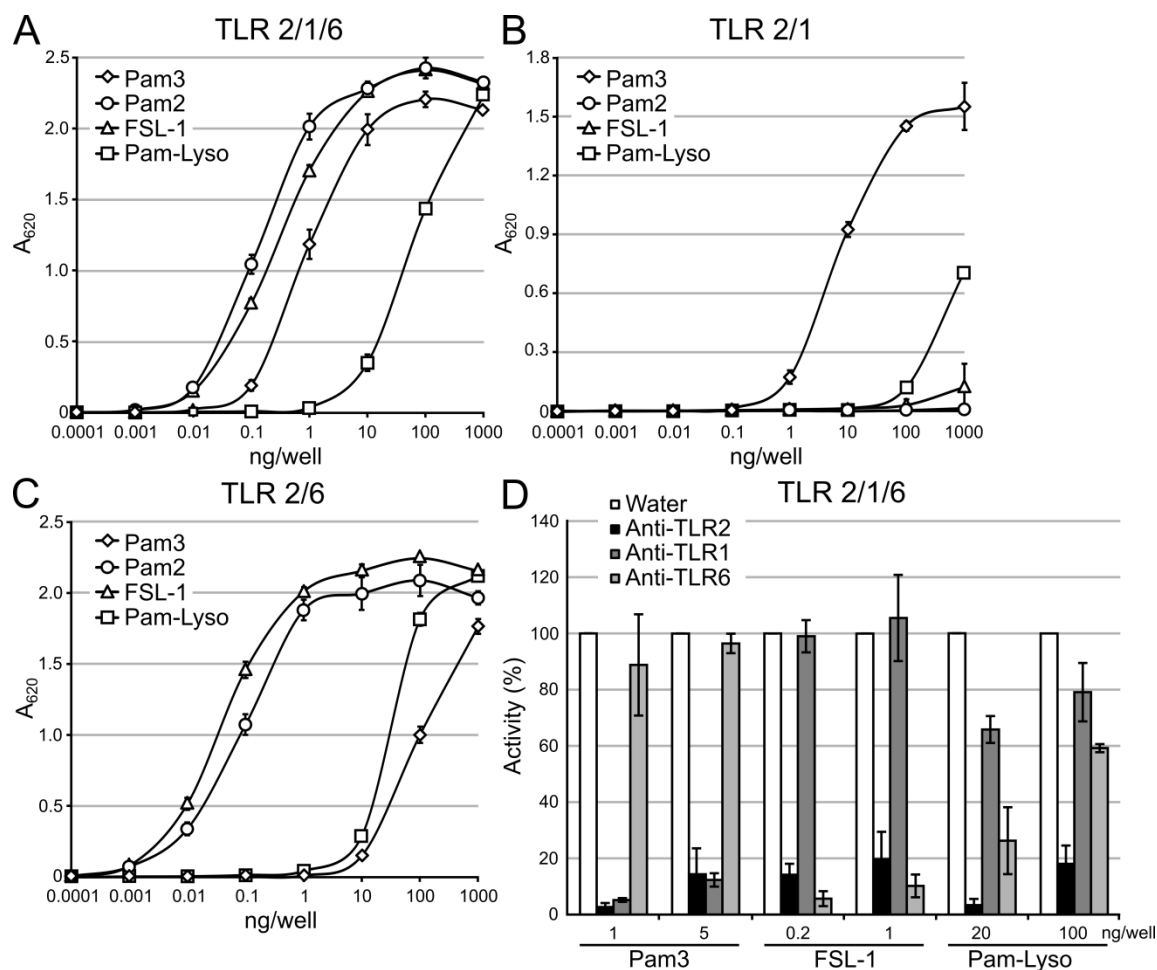 A
TLR 2/1/6
2.5
2.0
1.5
1.0
0.5
0
A620
Pam3
Pam2
FSL-1
Pam-Lyso
0.0001 0.001 0.01 0.1 1 10 100 1000
ng/well
B
TLR 2/1
1.8
1.5
1.2
0.9
0.6
0.3
0
A620
Pam3
Pam2
FSL-1
Pam-Lyso
0.0001 0.001 0.01 0.1 1 10 100 1000
ng/well
C
TLR 2/6
2.5
2.0
1.5
1.0
0.5
0
A620
Pam3
Pam2
FSL-1
Pam-Lyso
0.0001 0.001 0.01 0.1 1 10 100 1000
ng/well
D
TLR 2/1/6
Water
Anti-TLR2
Anti-TLR1
Anti-TLR6
140
120
100
80
60
40
20
0
Activity (%)
1 5 0.2 1 20 100 ng/well
Pam3 FSL-1 Pam-Lyso